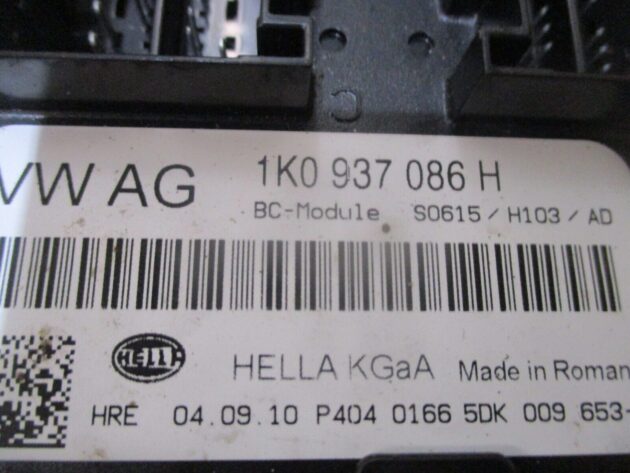 VW AG 1K0 937 086 H
BC-Module S0615 / H103 / AD
HELLA HELLA KGaA Made in Roman
HRE 04.09.10 P404 0166 5DK 009 653-